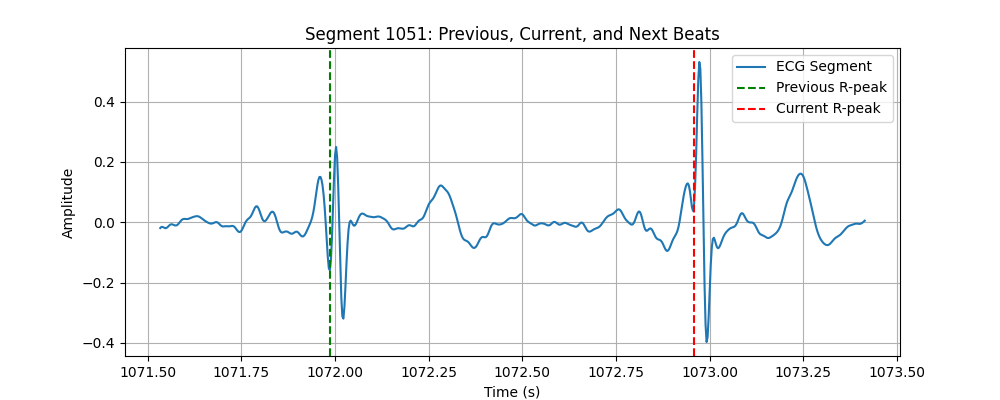 Segment 1051: Previous, Current, and Next Beats
ECG Segment
Previous R-peak
Current R-peak
Amplitude
0.4
0.2
0.0
−0.2
−0.4
1071.50 1071.75 1072.00 1072.25 1072.50 1072.75 1073.00 1073.25 1073.50
Time (s)